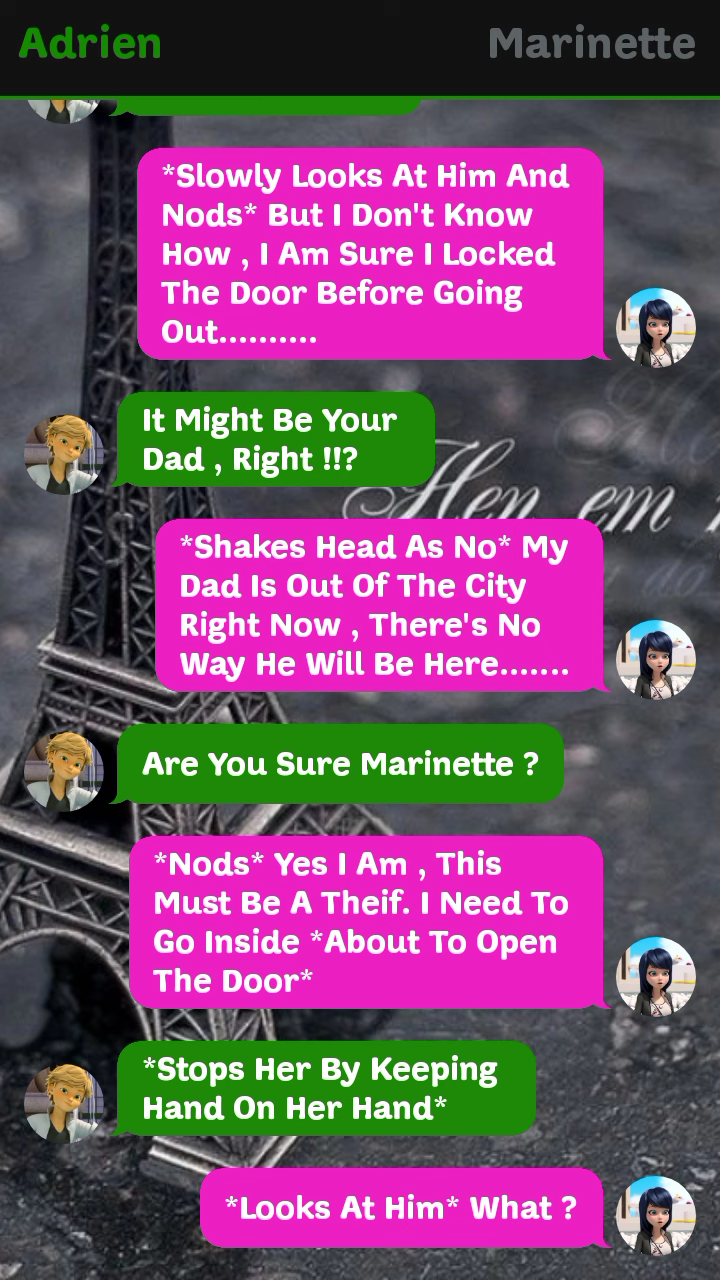 Adrien Marinette
*Slowly Looks At Him And
Nods* But I Don't Know
How , I Am Sure I Locked
The Door Before Going
Out..........
It Might Be Your
Dad , Right !!?
Hen em
*Shakes Head As No* My
Dad Is Out Of The City
Right Now , There's No
Way He Will Be Here.......
Are You Sure Marinette ?
*Nods* Yes I Am , This
Must Be A Theif. I Need To
Go Inside *About To Open
The Door*
*Stops Her By Keeping
Hand On Her Hand*
*Looks At Him* What ?